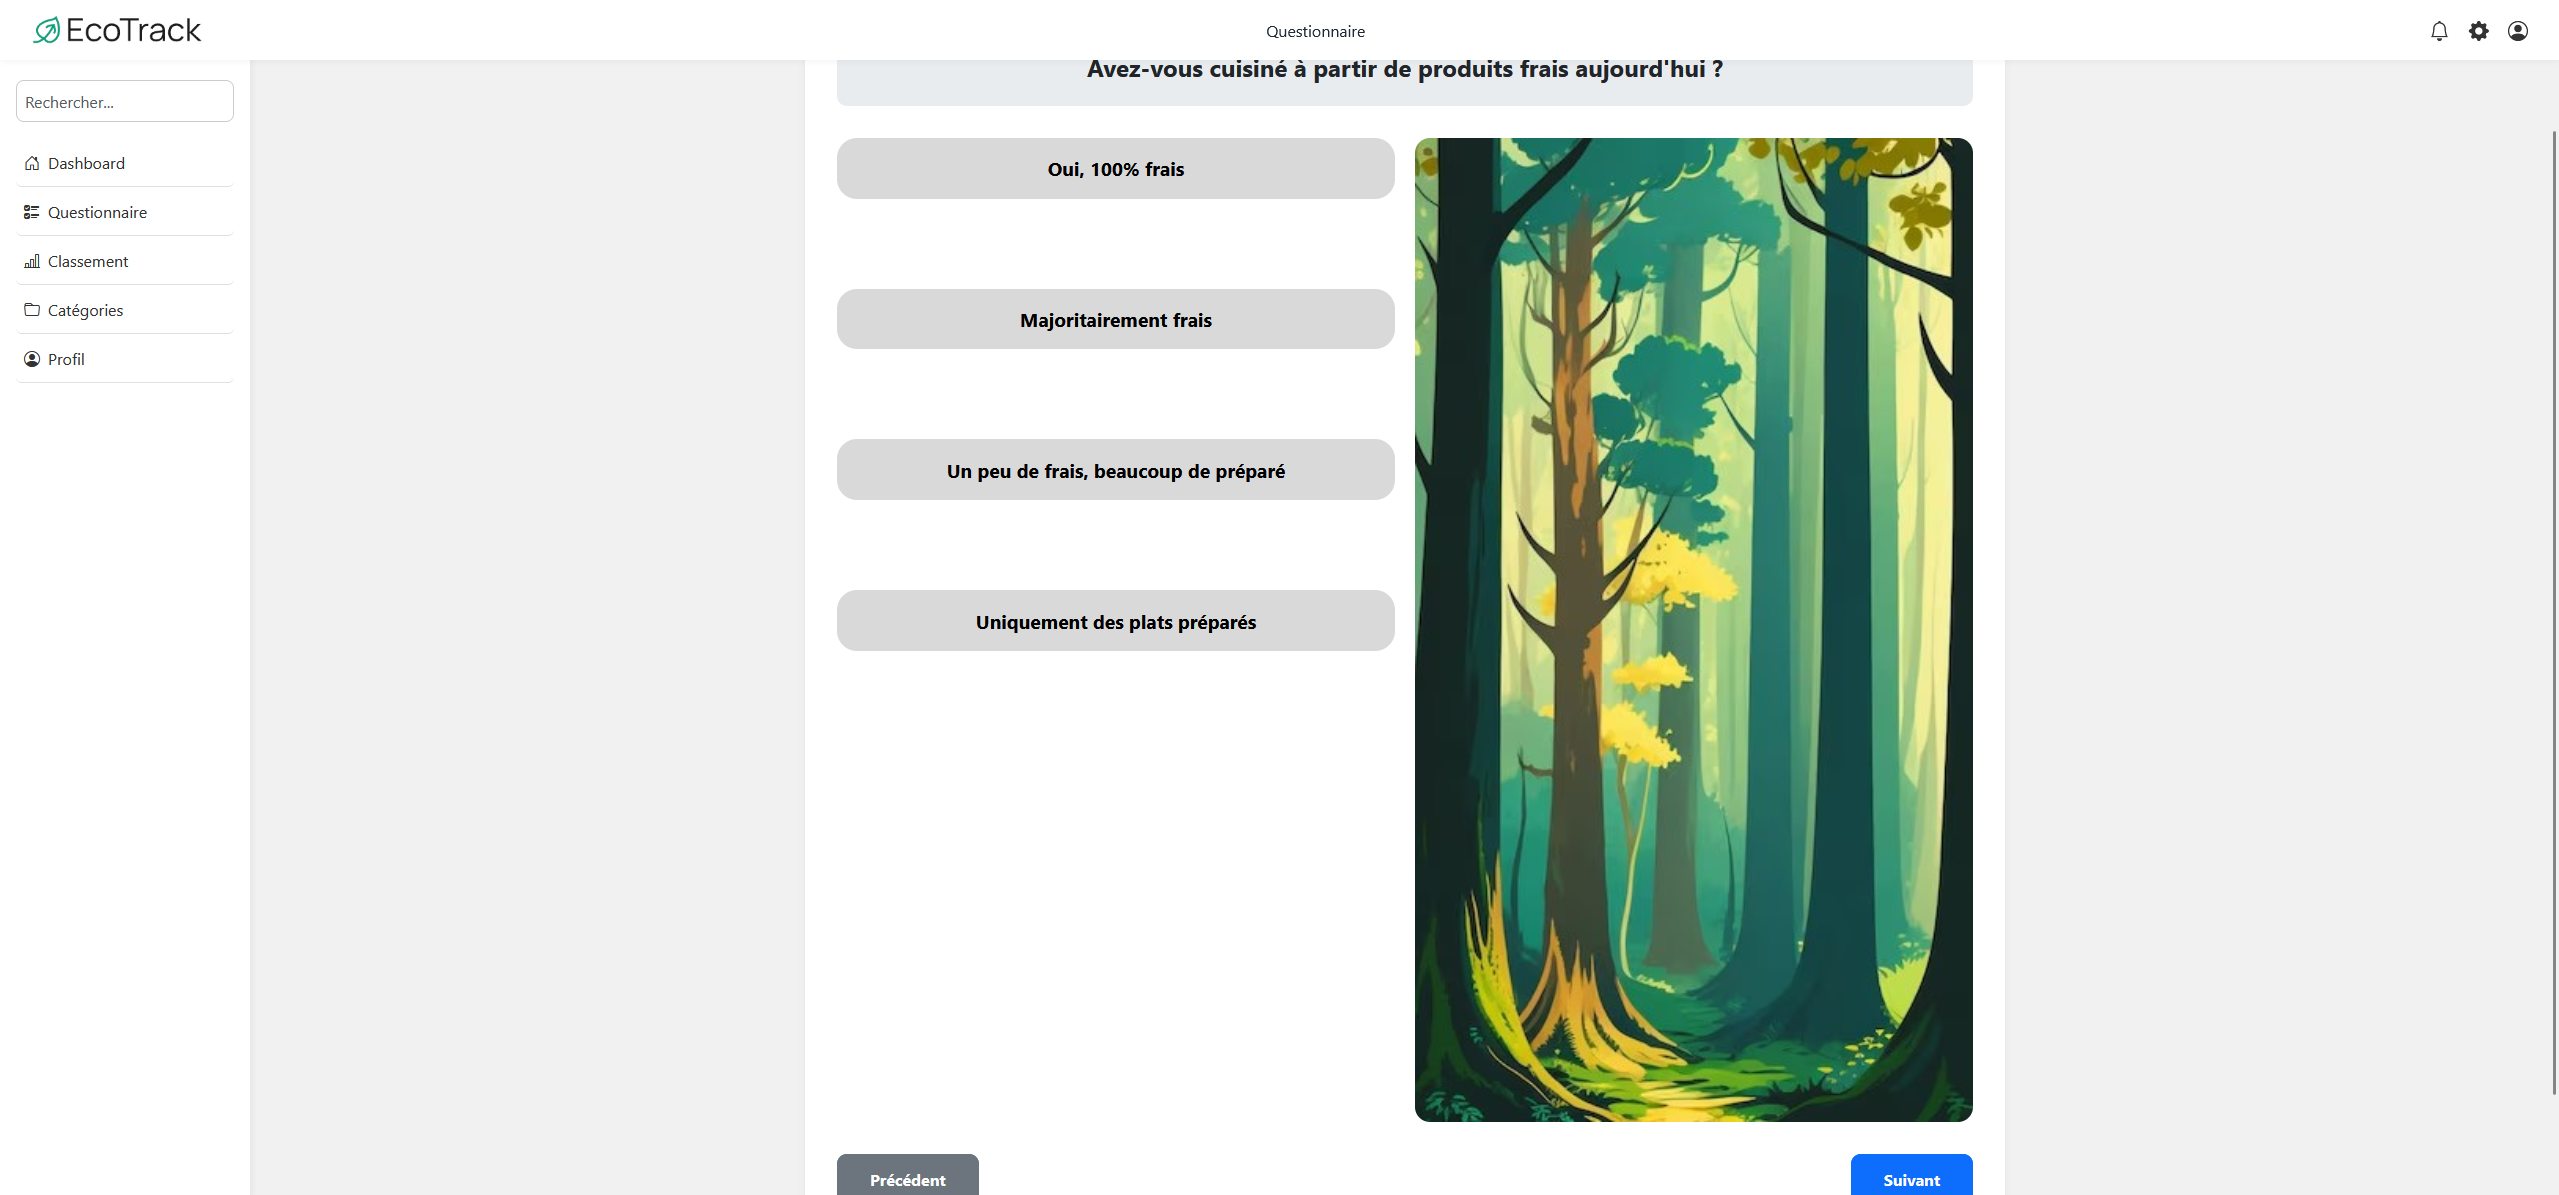 EcoTrack
Questionnaire
Rechercher...
Dashboard
Questionnaire
Classement
Catégories
Profil
Avez-vous cuisiné à partir de produits frais aujourd'hui ?
Oui, 100% frais
Majoritairement frais
Un peu de frais, beaucoup de préparé
Uniquement des plats préparés
Précédent
Suivant